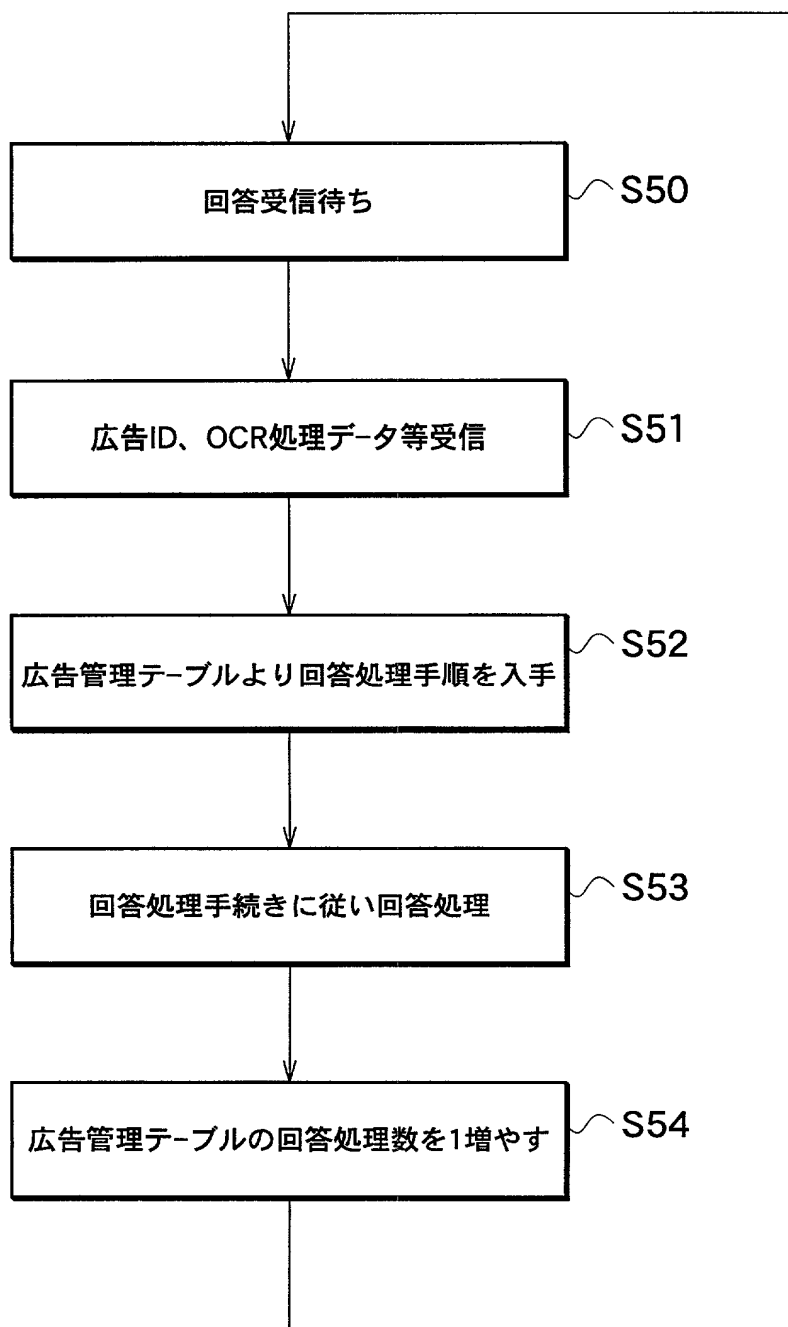 回答受信待ち
S50
広告ID、OCR処理データ等受信
S51
広告管理テーブルより回答処理手順を入手
S52
回答処理手続きに従い回答処理
S53
広告管理テーブルの回答処理数を1増やす
S54